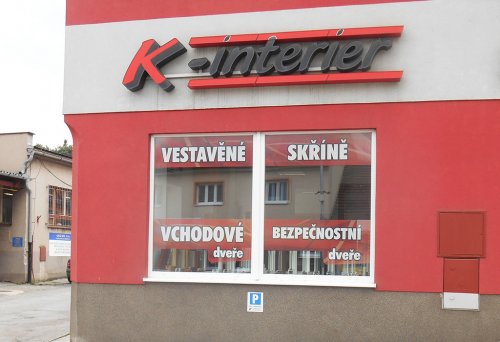 K-interier
VESTAVĚNÉ SKŘÍNĚ
VCHODOVÉ
dveře
BEZPEČNOSTNÍ
dveře
P